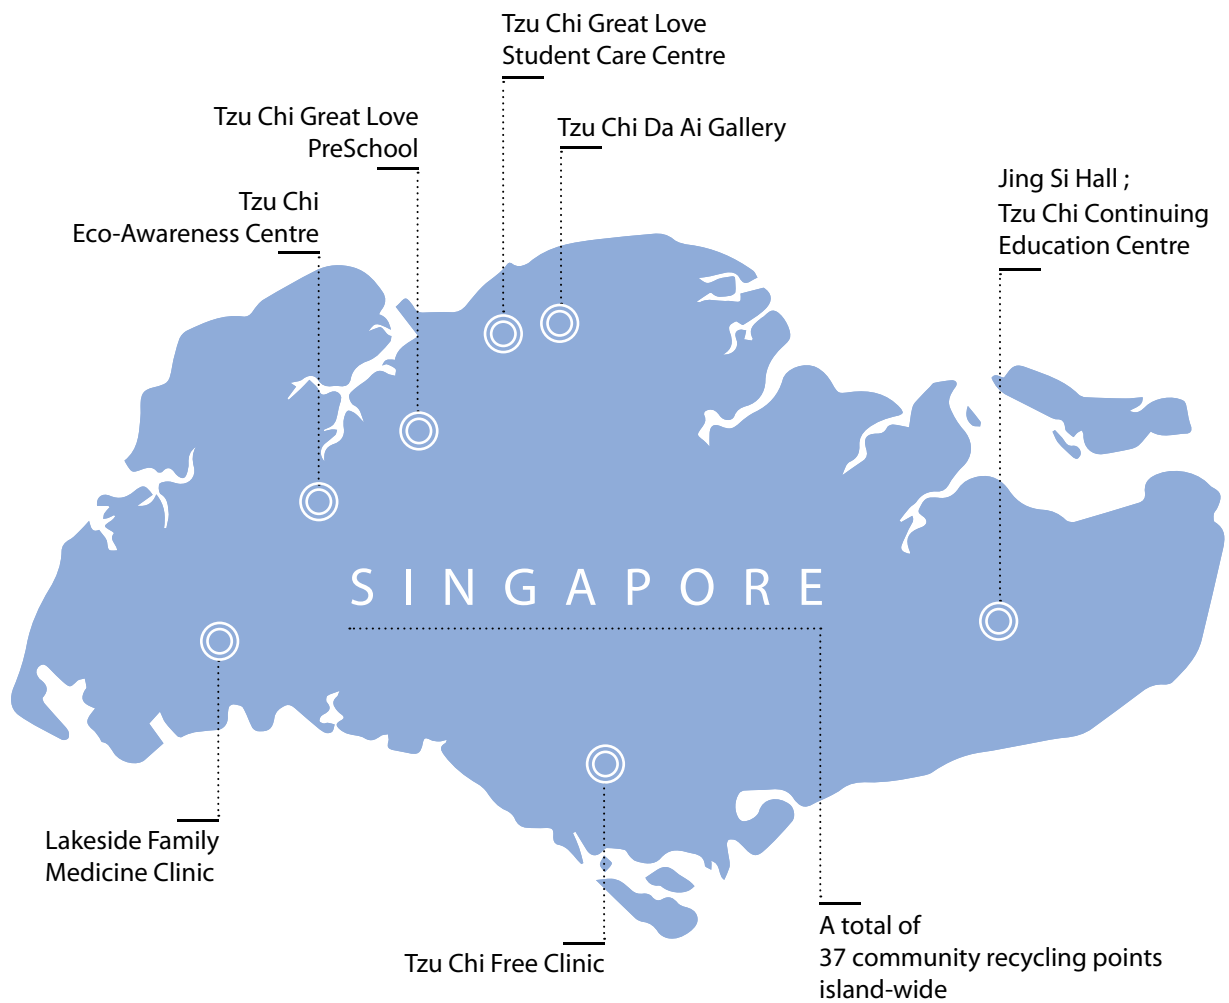 Tzu Chi Great Love
Student Care Centre
Tzu Chi Great Love
PreSchool
Tzu Chi Da Ai Gallery
Jing Si Hall ;
Tzu Chi Continuing
Education Centre
Tzu Chi
Eco-Awareness Centre
SINGAPORE
Lakeside Family
Medicine Clinic
Tzu Chi Free Clinic
A total of
37 community recycling points
island-wide